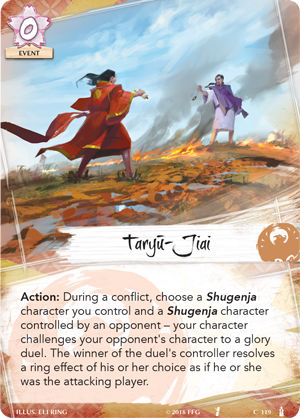 0
EVENT
Taryū-Jiai
Action: During a conflict, choose a Shugenja
character you control and a Shugenja character
controlled by an opponent – your character
challenges your opponent's character to a glory
duel. The winner of the duel's controller resolves
a ring effect of his or her choice as if he or she
was the attacking player.
ILLUS. ELI RING
©2018 FFG
C 119